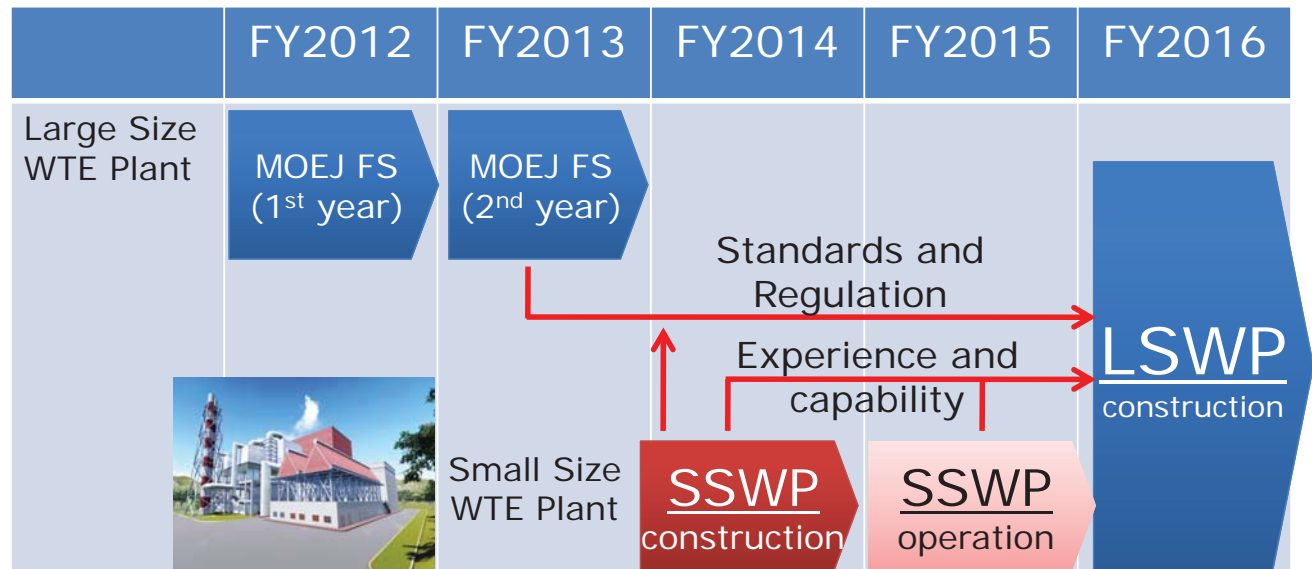 FY2012 FY2013 FY2014 FY2015 FY2016
Large Size
WTE Plant
MOEJ FS
(1st year)
MOEJ FS
(2nd year)
Standards and
Regulation
Experience and
capability
LSWP
construction
Small Size
WTE Plant
SSWP
construction
SSWP
operation